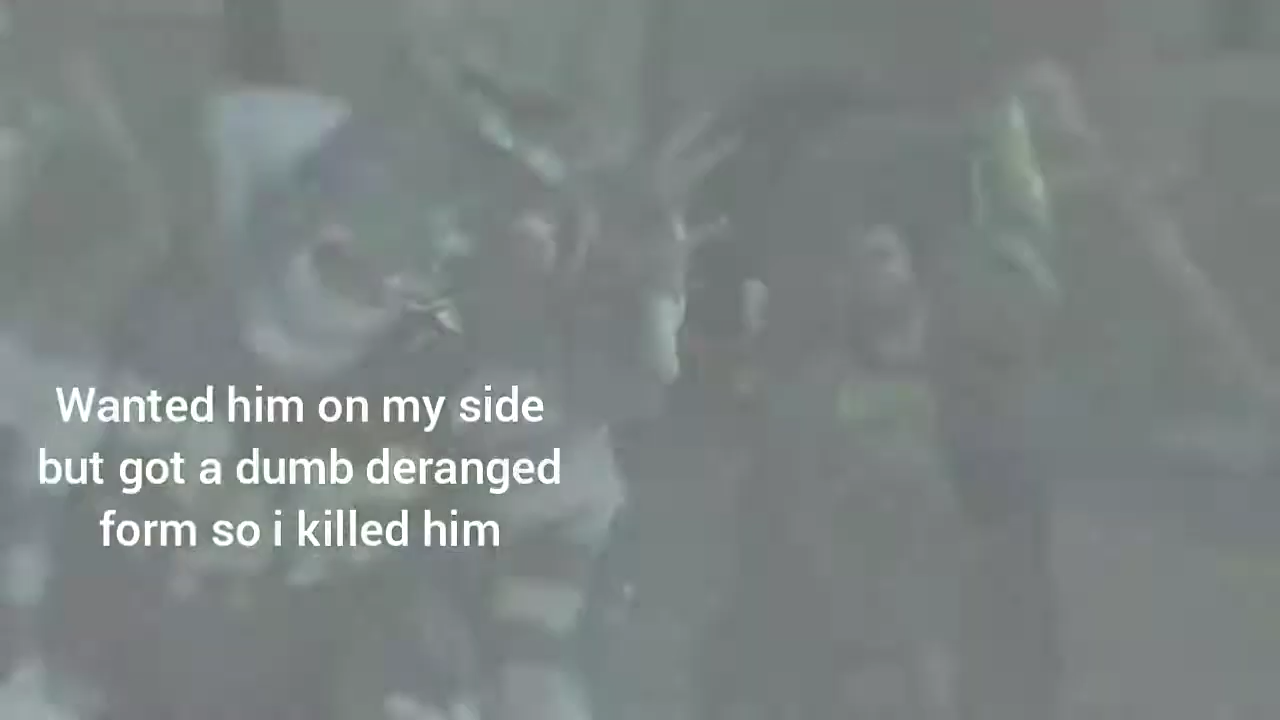 Wanted him on my side
but got a dumb deranged
form so i killed him